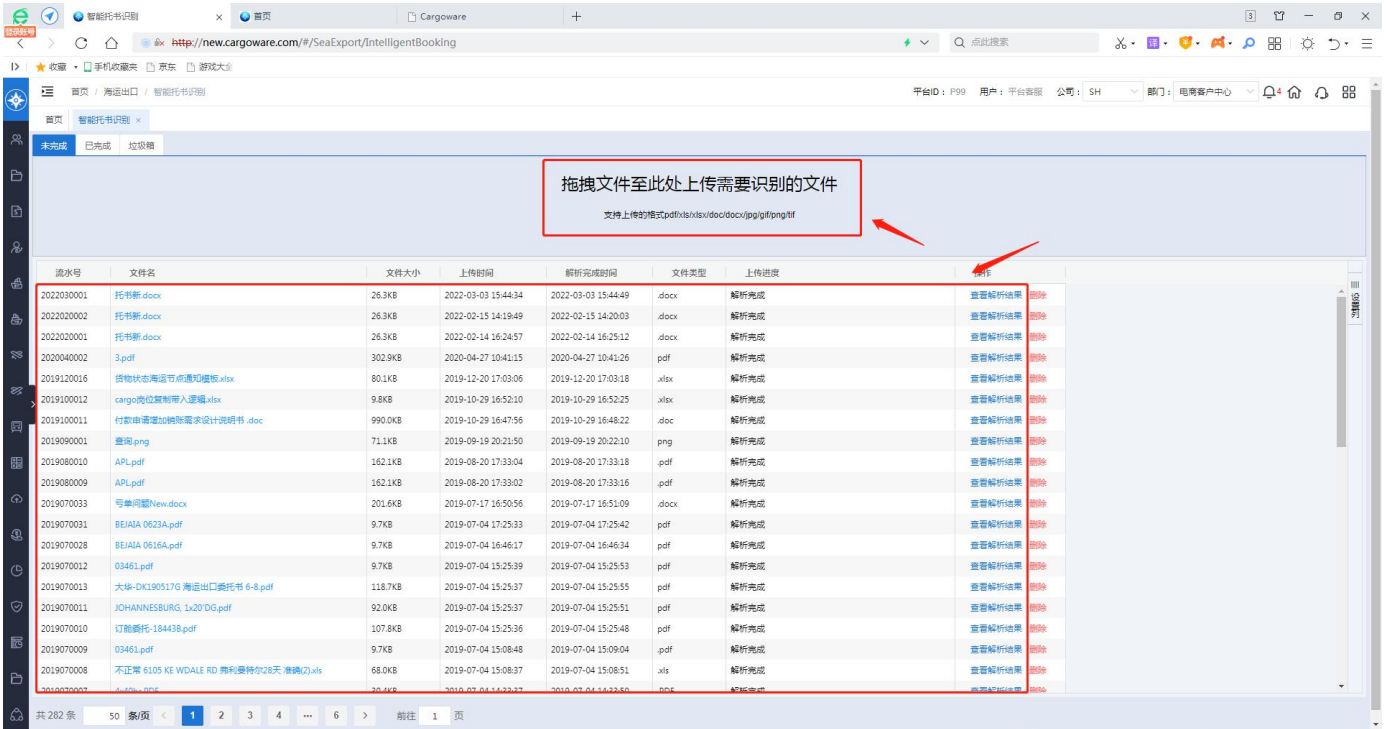 智能托书识别
首页
Cargoware
3
登录账号
http://new.cargoware.com/#/SeaExport/IntelligentBooking
点此搜索
译
收藏 手机收藏夹 京东 游戏大全
首页 / 海运出口 / 智能托书识别
平台ID： P99 用户： 平台客服 公司： SH 部门： 电商客户中心 4
首页 智能托书识别 ×
未完成 已完成 垃圾箱
拖拽文件至此处上传需要识别的文件
支持上传的格式pdf/xls/xlsx/doc/docx/jpg/gif/png/tif
流水号 文件名 文件大小 上传时间 解析完成时间 文件类型 上传进度 操作
设置列
2022030001 托书新.docx 26.3KB 2022-03-03 15:44:34 2022-03-03 15:44:49 .docx 解析完成 查看解析结果 删除
2022020002 托书新.docx 26.3KB 2022-02-15 14:19:49 2022-02-15 14:20:03 .docx 解析完成 查看解析结果 删除
2022020001 托书新.docx 26.3KB 2022-02-14 16:24:57 2022-02-14 16:25:12 .docx 解析完成 查看解析结果 删除
2020040002 3.pdf 302.9KB 2020-04-27 10:41:15 2020-04-27 10:41:26 pdf 解析完成 查看解析结果 删除
2019120016 货物状态海运节点通知模板.xlsx 80.1KB 2019-12-20 17:03:06 2019-12-20 17:03:18 .xlsx 解析完成 查看解析结果 删除
2019100012 cargo岗位复制带入逻辑.xlsx 9.8KB 2019-10-29 16:52:10 2019-10-29 16:52:25 .xlsx 解析完成 查看解析结果 删除
2019100011 付款申请增加销账需求设计说明书 .doc 990.0KB 2019-10-29 16:47:56 2019-10-29 16:48:22 .doc 解析完成 查看解析结果 删除
2019090001 查询.png 71.1KB 2019-09-19 20:21:50 2019-09-19 20:22:10 png 解析完成 查看解析结果 删除
2019080010 APL.pdf 162.1KB 2019-08-20 17:33:04 2019-08-20 17:33:18 .pdf 解析完成 查看解析结果 删除
2019080009 APL.pdf 162.1KB 2019-08-20 17:33:02 2019-08-20 17:33:16 .pdf 解析完成 查看解析结果 删除
2019070033 亏单问题New.docx 201.6KB 2019-07-17 16:50:56 2019-07-17 16:51:09 .docx 解析完成 查看解析结果 删除
2019070031 BEJAIA 0623A.pdf 9.7KB 2019-07-04 17:25:33 2019-07-04 17:25:42 pdf 解析完成 查看解析结果 删除
2019070028 BEJAIA 0616A.pdf 9.7KB 2019-07-04 16:46:17 2019-07-04 16:46:34 pdf 解析完成 查看解析结果 删除
2019070012 03461.pdf 9.7KB 2019-07-04 15:25:39 2019-07-04 15:25:53 pdf 解析完成 查看解析结果 删除
2019070013 大华-DK190517G 海运出口委托书 6-8.pdf 118.7KB 2019-07-04 15:25:37 2019-07-04 15:25:55 pdf 解析完成 查看解析结果 删除
2019070011 JOHANNESBURG, 1x20'DG.pdf 92.0KB 2019-07-04 15:25:37 2019-07-04 15:25:51 pdf 解析完成 查看解析结果 删除
2019070010 订舱委托-18443B.pdf 107.8KB 2019-07-04 15:25:36 2019-07-04 15:25:48 pdf 解析完成 查看解析结果 删除
2019070009 03461.pdf 9.7KB 2019-07-04 15:08:48 2019-07-04 15:09:04 .pdf 解析完成 查看解析结果 删除
2019070008 不正常 6105 KE WDALE RD 弗利曼特尔28天 准确(2).xls 68.0KB 2019-07-04 15:08:37 2019-07-04 15:08:51 .xls 解析完成 查看解析结果 删除
2019070007 30.4KB 2019-07-04 14:33:37 2019-07-04 14:33:50 .PDF 解析完成 查看解析结果 删除
共 282 条 50 条/页 1 2 3 4 ••• 6 前往 1 页